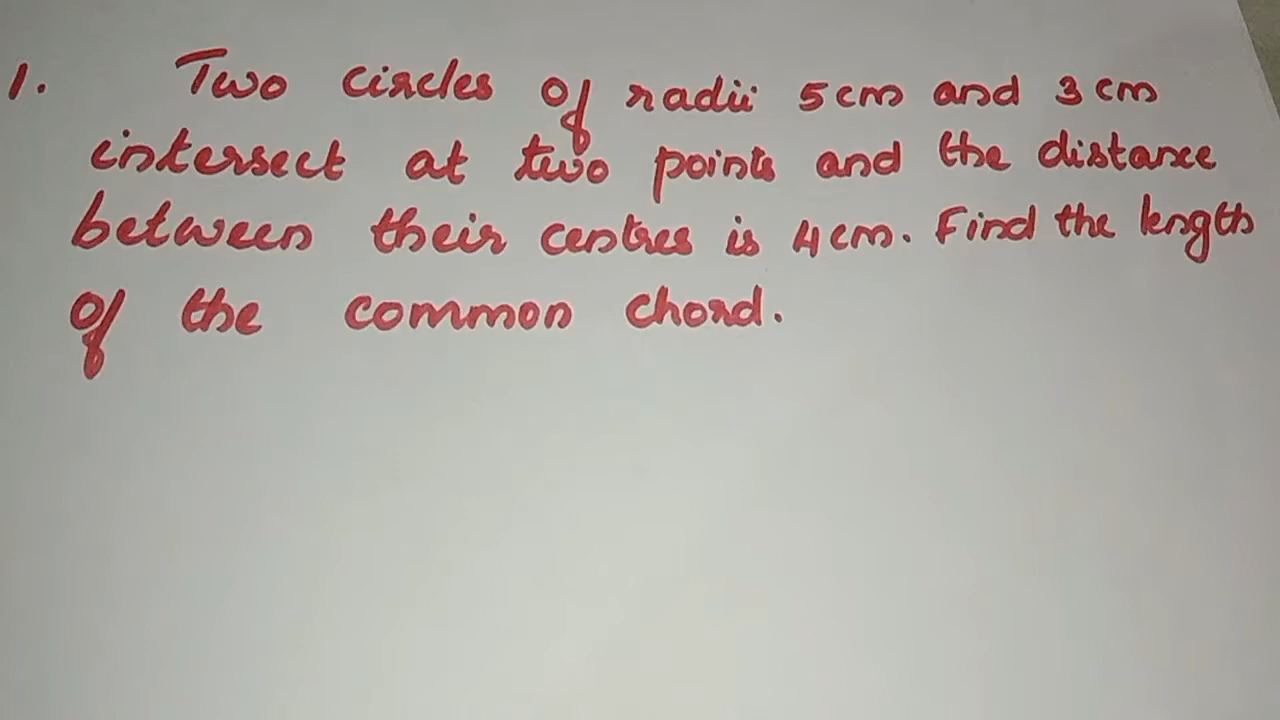 1. Two circles of radii 5cm and 3cm
intersect at two points and the distance
between their centres is 4cm. Find the length
of the common chord.